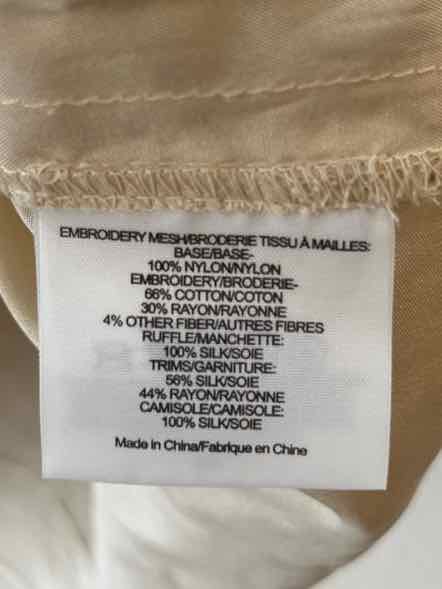 EMBROIDERY MESH/BRODERIE TISSU À MAILLES:
BASE/BASE-
100% NYLON/NYLON
EMBROIDERY/BRODERIE-
66% COTTON/COTON
30% RAYON/RAYONNE
4% OTHER FIBER/AUTRES FIBRES
RUFFLE/MANCHETTE:
100% SILK/SOIE
TRIMS/GARNITURE:
56% SILK/SOIE
44% RAYON/RAYONNE
CAMISOLE/CAMISOLE:
100% SILK/SOIE
Made in China/Fabrique en Chine